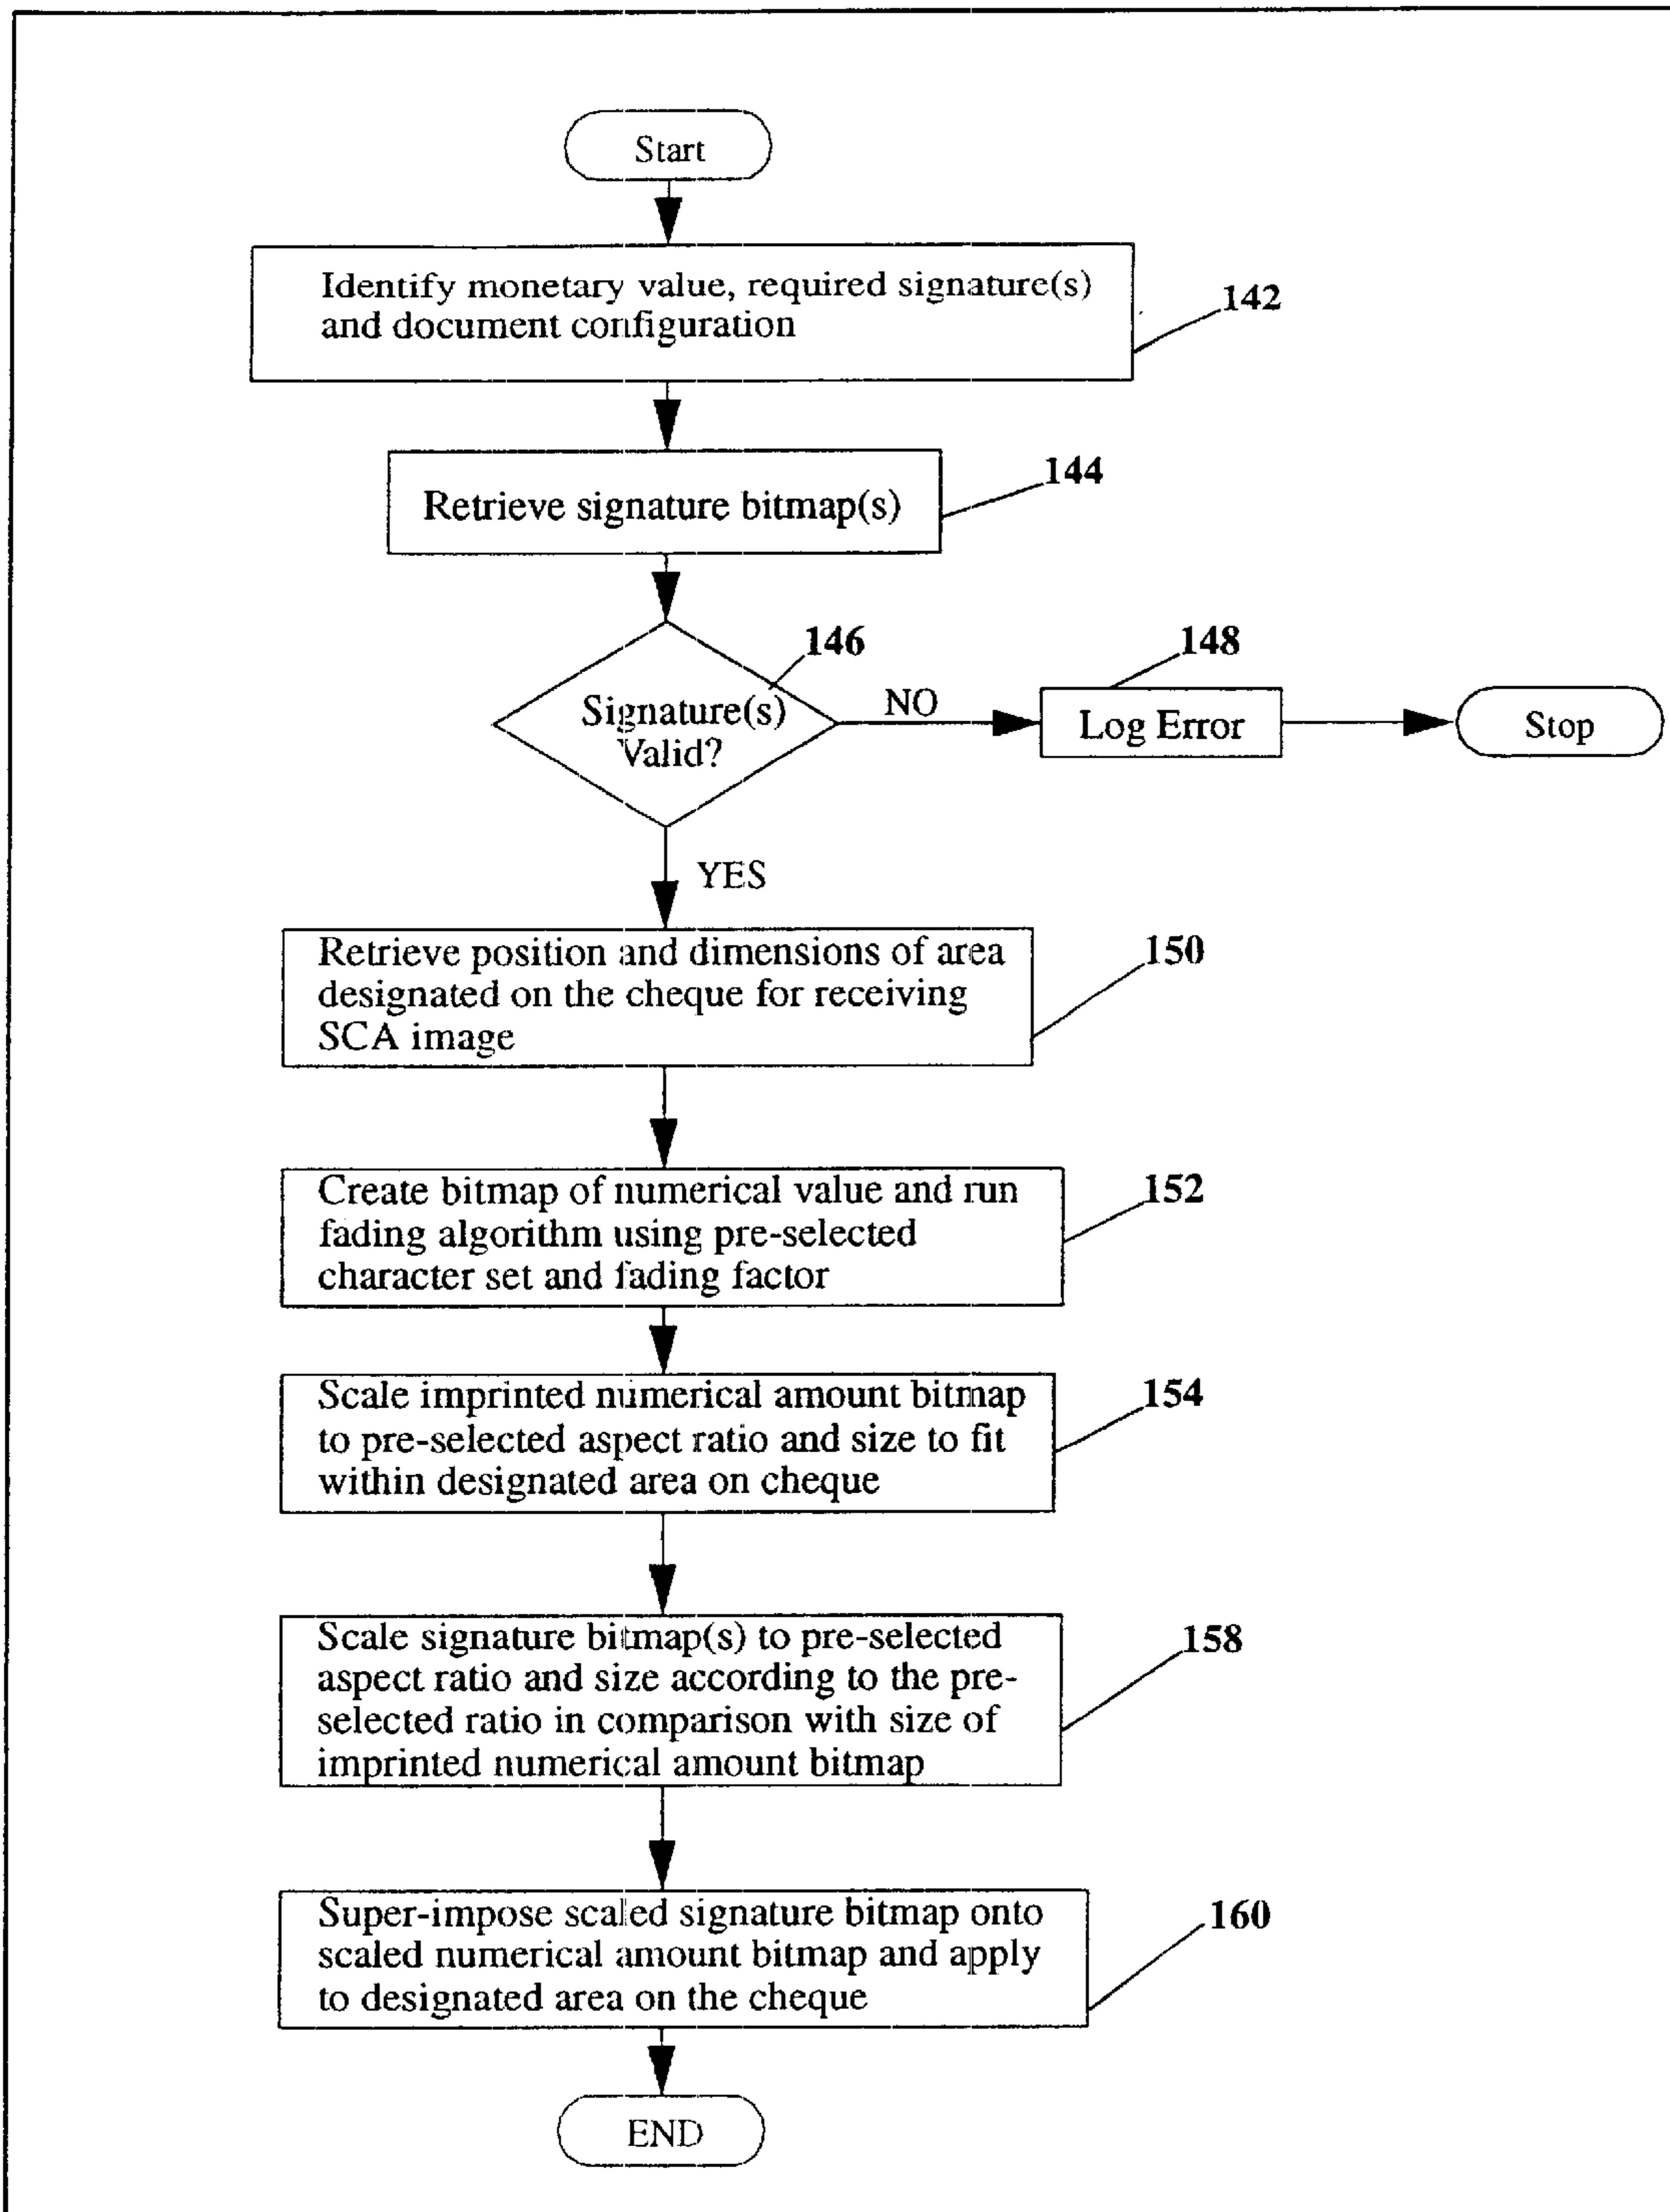 Start
Identify monetary value, required signature(s)
and document configuration
142
Retrieve signature bitmap(s)
144
Signature(s)
Valid?
146
NO
148
Log Error
Stop
YES
Retrieve position and dimensions of area
designated on the cheque for receiving
SCA image
150
Create bitmap of numerical value and run
fading algorithm using pre-selected
character set and fading factor
152
Scale imprinted numerical amount bitmap
to pre-selected aspect ratio and size to fit
within designated area on cheque
154
Scale signature bitmap(s) to pre-selected
aspect ratio and size according to the pre-
selected ratio in comparison with size of
imprinted numerical amount bitmap
158
Super-impose scaled signature bitmap onto
scaled numerical amount bitmap and apply
to designated area on the cheque
160
END